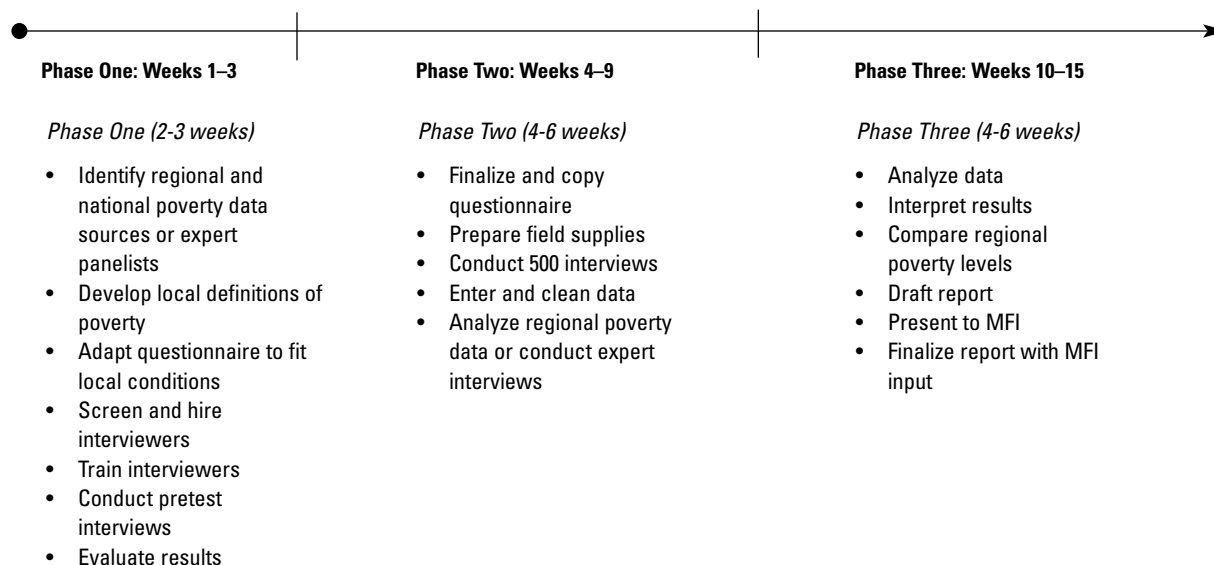 Phase One: Weeks 1–3
Phase One (2-3 weeks)
• Identify regional and
national poverty data
sources or expert
panelists
• Develop local definitions of
poverty
• Adapt questionnaire to fit
local conditions
• Screen and hire
interviewers
• Train interviewers
• Conduct pretest
interviews
• Evaluate results
Phase Two: Weeks 4–9
Phase Two (4-6 weeks)
• Finalize and copy
questionnaire
• Prepare field supplies
• Conduct 500 interviews
• Enter and clean data
• Analyze regional poverty
data or conduct expert
interviews
Phase Three: Weeks 10–15
Phase Three (4-6 weeks)
• Analyze data
• Interpret results
• Compare regional
poverty levels
• Draft report
• Present to MFI
• Finalize report with MFI
input